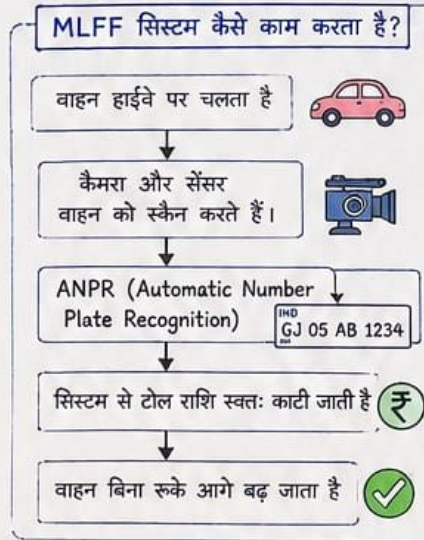 MLFF सिस्टम कैसे काम करता है?
वाहन हाईवे पर चलता है
कैमरा और सेंसर
वाहन को स्कैन करते हैं।
ANPR (Automatic Number
Plate Recognition)
IND
GJ 05 AB 1234
सिस्टम से टोल राशि स्वतः काटी जाती है
₹
वाहन बिना रूके आगे बढ़ जाता है